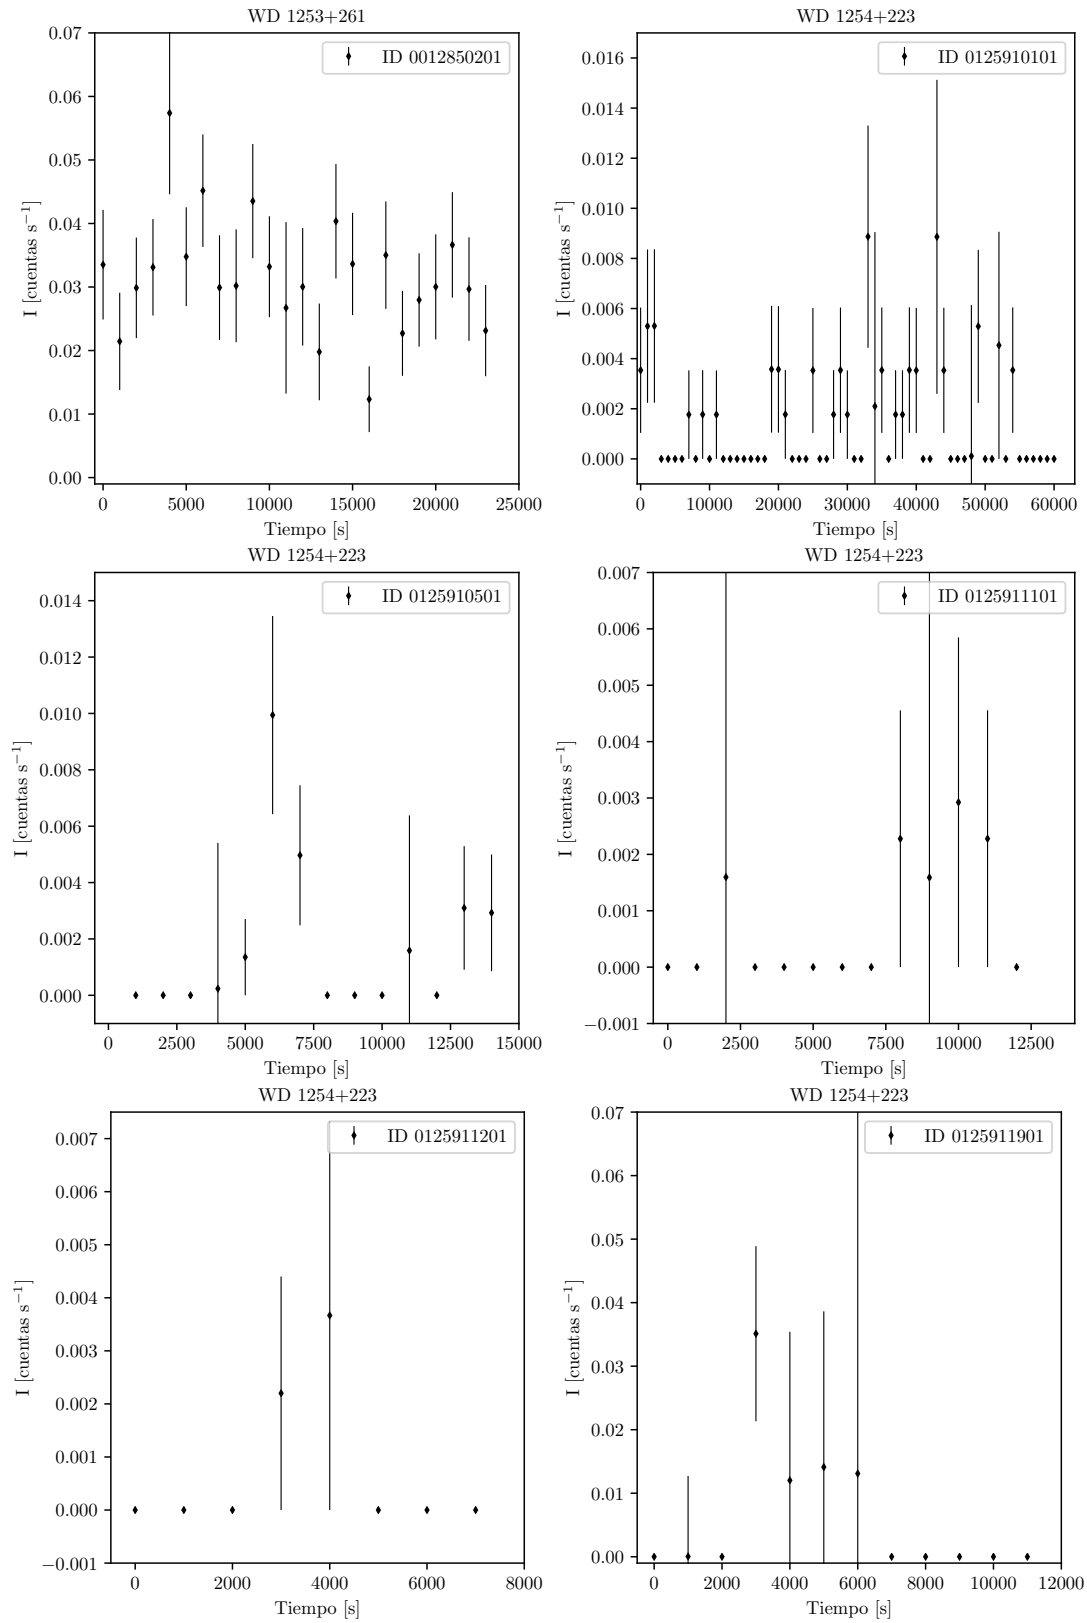 WD 1253+261
ID 0012850201
I [cuentas s⁻¹]
0.07
0.06
0.05
0.04
0.03
0.02
0.01
0.00
0 5000 10000 15000 20000 25000
Tiempo [s]
WD 1254+223
ID 0125910101
I [cuentas s⁻¹]
0.016
0.014
0.012
0.010
0.008
0.006
0.004
0.002
0.000
0 10000 20000 30000 40000 50000 60000
Tiempo [s]
WD 1254+223
ID 0125910501
I [cuentas s⁻¹]
0.014
0.012
0.010
0.008
0.006
0.004
0.002
0.000
0 2500 5000 7500 10000 12500 15000
Tiempo [s]
WD 1254+223
ID 0125911101
I [cuentas s⁻¹]
0.007
0.006
0.005
0.004
0.003
0.002
0.001
0.000
−0.001
0 2500 5000 7500 10000 12500
Tiempo [s]
WD 1254+223
ID 0125911201
I [cuentas s⁻¹]
0.007
0.006
0.005
0.004
0.003
0.002
0.001
0.000
−0.001
0 2000 4000 6000 8000
Tiempo [s]
WD 1254+223
ID 0125911901
I [cuentas s⁻¹]
0.07
0.06
0.05
0.04
0.03
0.02
0.01
0.00
0 2000 4000 6000 8000 10000 12000
Tiempo [s]